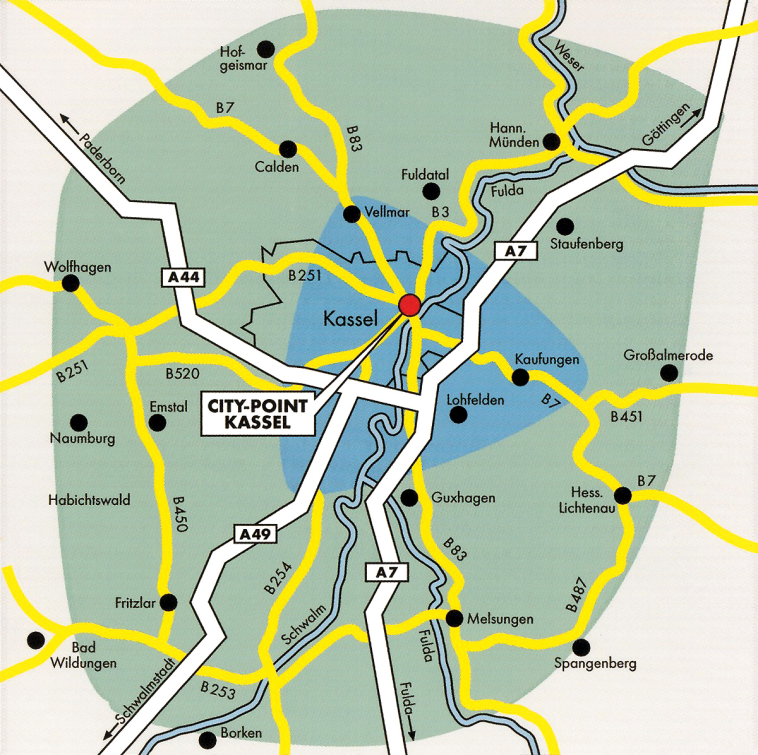 Hof-
geismar
Weser
B7
B83
Göttingen
Hann.
Münden
Paderborn
Calden
Fuldatal
Fulda
Vellmar
B3
A7
Staufenberg
Wolfhagen
A44
B251
Kassel
Kaufungen
Großalmerode
B251
B520
CITY-POINT
KASSEL
Emstal
Lohfelden
B7
B451
Naumburg
Habichtswald
B450
Guxhagen
Hess.
Lichtenau
B7
A49
B83
A7
B254
B487
Fritzlar
Schwalm
Melsungen
Fulda
Bad
Wildungen
Spangenberg
Schwalmstadt
B253
Fulda
Borken